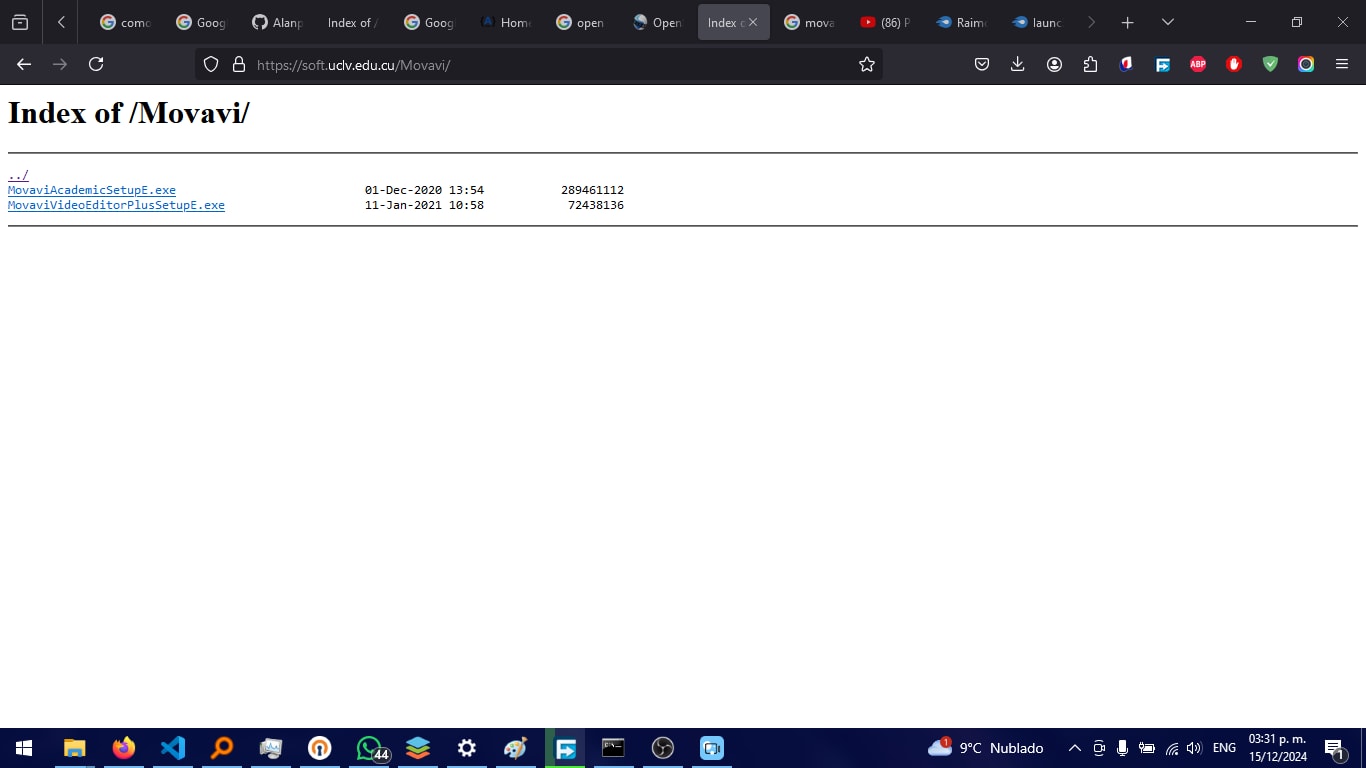 como
Goog
Alanp
Index of /
Goog
Home
open
Open
Index o
mova
(86) P
Raimo
launc
https://soft.uclv.edu.cu/Movavi/
ABP
Index of /Movavi/
../
MovaviAcademicSetupE.exe 01-Dec-2020 13:54 289461112
MovaviVideoEditorPlusSetupE.exe 11-Jan-2021 10:58 72438136
44
1
9°C Nublado
ENG
03:31 p. m.
15/12/2024
1